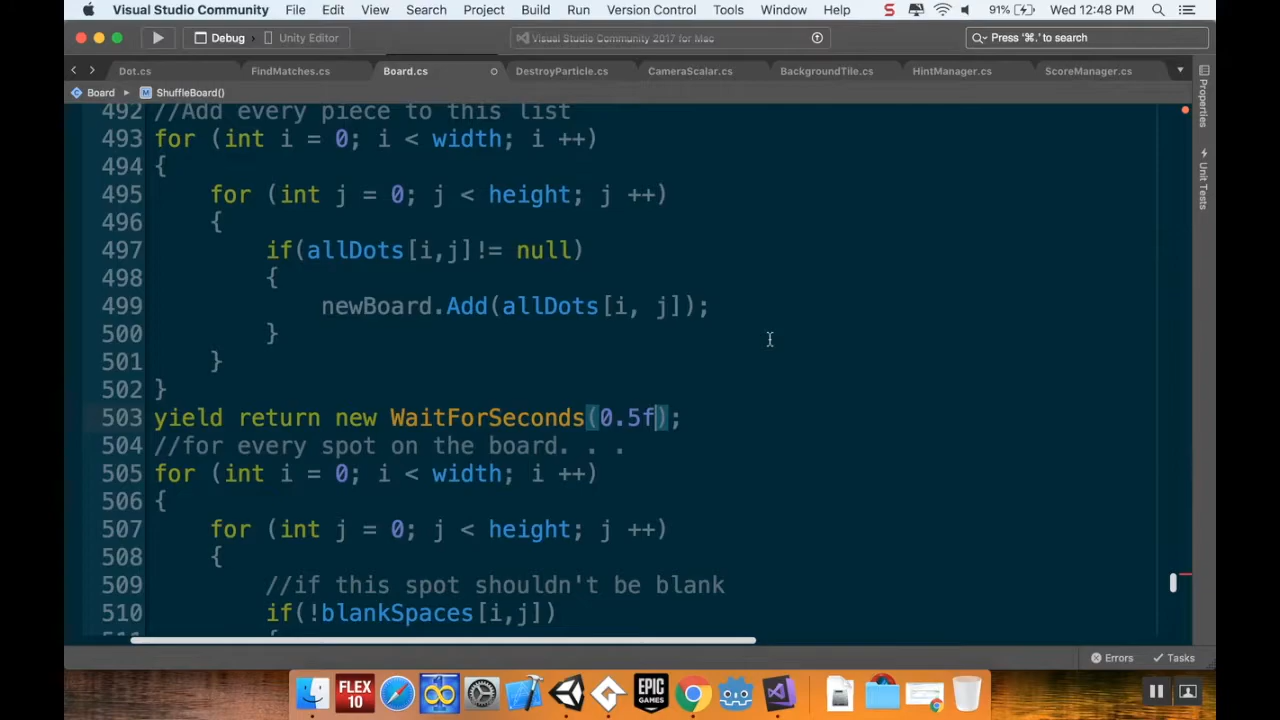 Visual Studio Community File Edit View Search Project Build Run Version Control Tools Window Help S 91% Wed 12:48 PM
Debug Unity Editor Visual Studio Community 2017 for Mac Press '⌘.' to search
Dot.cs FindMatches.cs Board.cs DestroyParticle.cs CameraScalar.cs BackgroundTile.cs HintManager.cs ScoreManager.cs
Board ShuffleBoard()
Properties
Unit Tests
492 //Add every piece to this list
493 for (int i = 0; i < width; i ++)
494 {
495 for (int j = 0; j < height; j ++)
496 {
497 if(allDots[i,j]!= null)
498 {
499 newBoard.Add(allDots[i, j]);
500 }
501 }
502 }
503 yield return new WaitForSeconds(0.5f);
504 //for every spot on the board. . .
505 for (int i = 0; i < width; i ++)
506 {
507 for (int j = 0; j < height; j ++)
508 {
509 //if this spot shouldn't be blank
510 if(!blankSpaces[i,j])
511 {
Errors Tasks
FLEX 10 EPIC GAMES